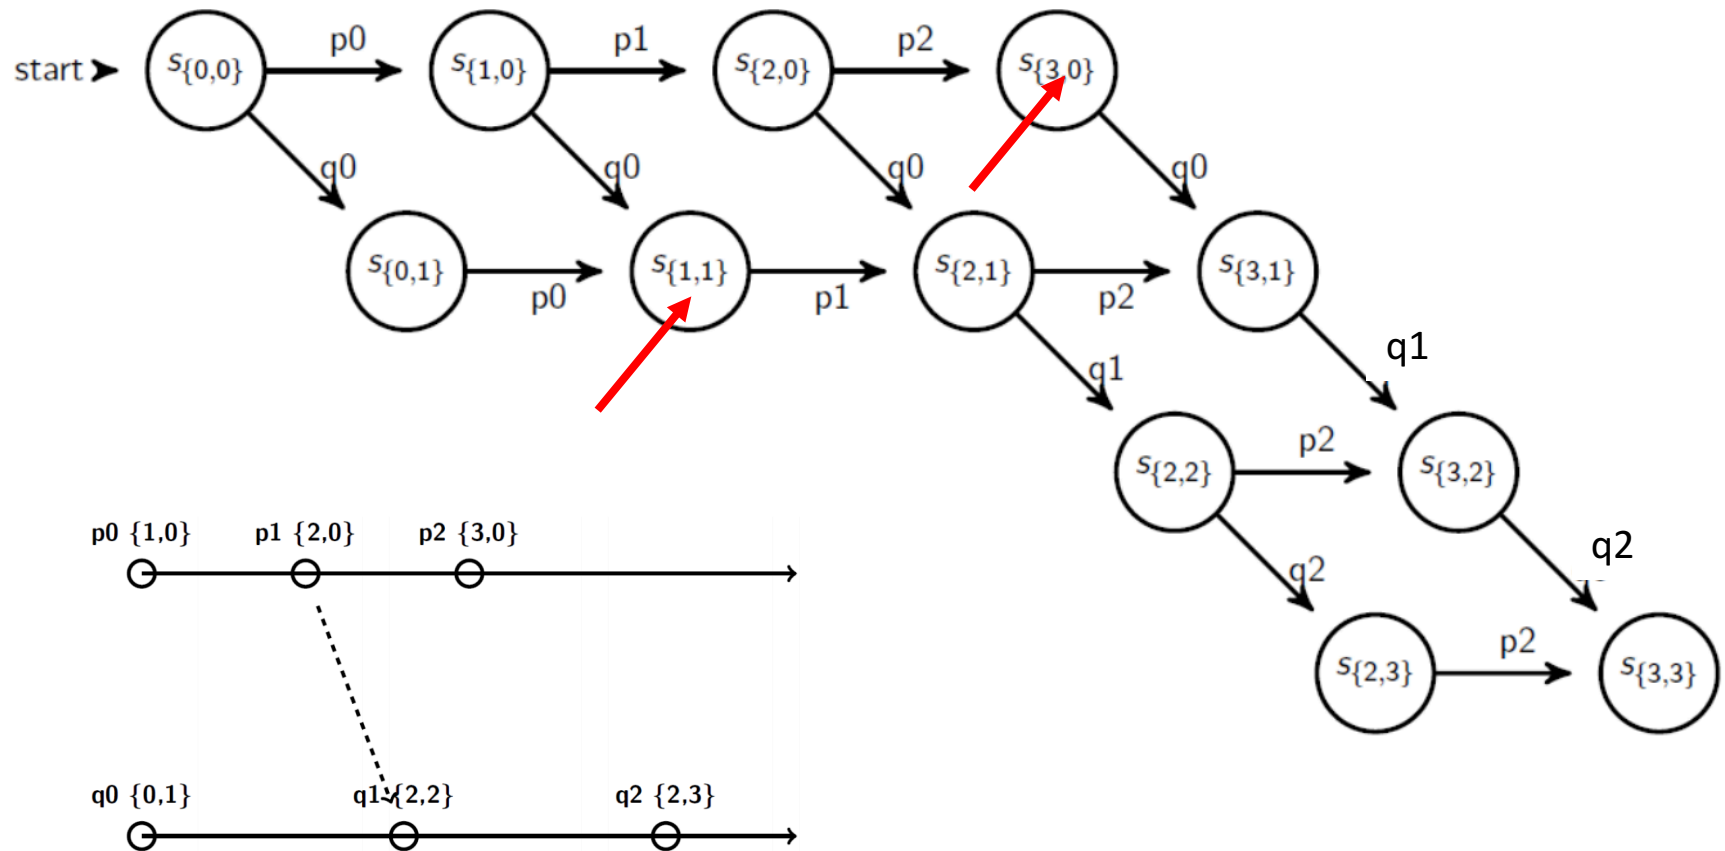 p0 p1 p2
start S{0,0} S{1,0} S{2,0} S{3,0}
q0 q0 q0 q0
S{0,1} S{1,1} S{2,1} S{3,1}
p0 p1 p2
q1 q1
p2
S{2,2} S{3,2}
p0 {1,0} p1 {2,0} p2 {3,0}
q2 q2
p2
S{2,3} S{3,3}
q0 {0,1} q1 {2,2} q2 {2,3}